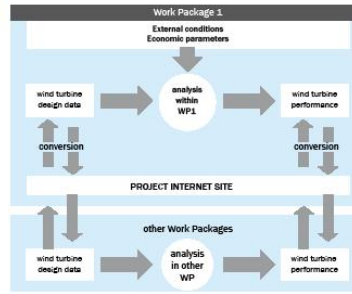 Work Package 1
External conditions
Economic parameters
wind turbine
design data
analysis
within
WP1
wind turbine
performance
conversion
conversion
PROJECT INTERNET SITE
other Work Packages
wind turbine
design data
analysis
in other
WP
wind turbine
performance